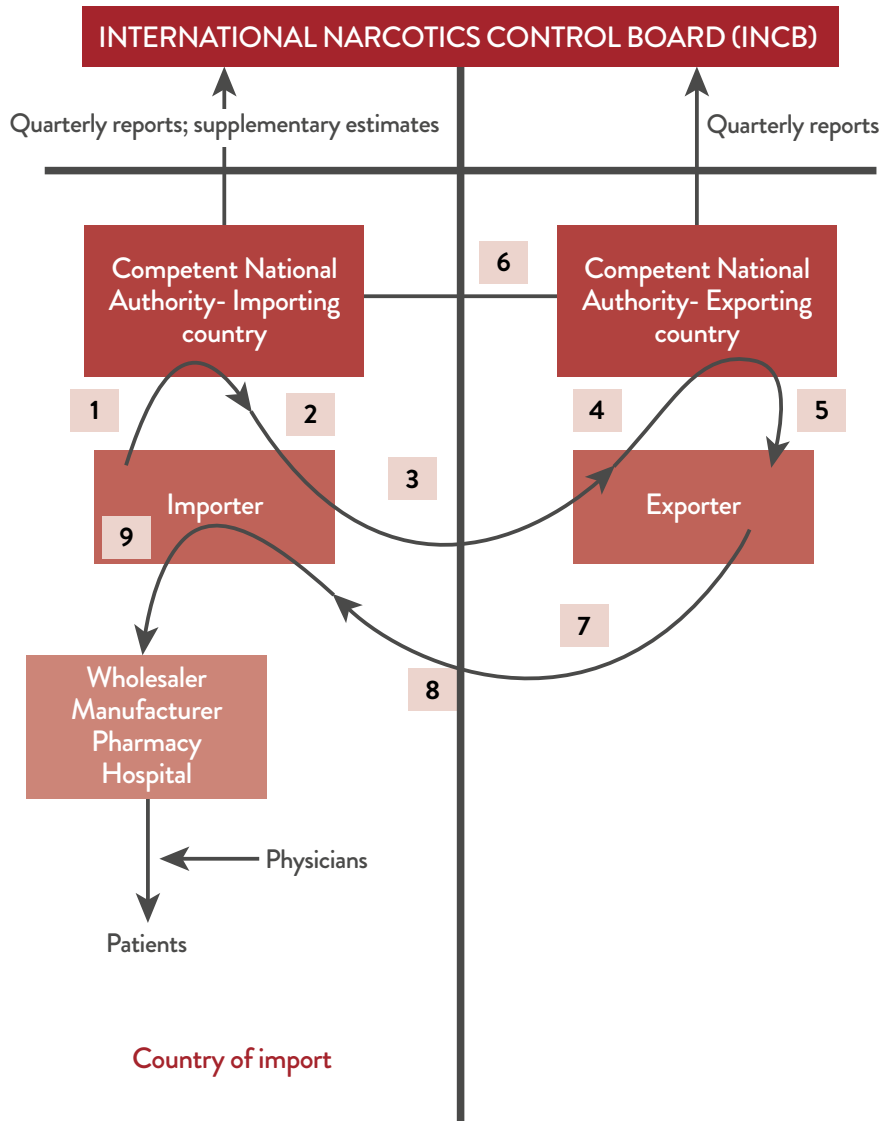 INTERNATIONAL NARCOTICS CONTROL BOARD (INCB)
Quarterly reports; supplementary estimates
Quarterly reports
Competent National
Authority- Importing
country
6
Competent National
Authority- Exporting
country
1
2
4
5
3
Importer
Exporter
9
7
8
Wholesaler
Manufacturer
Pharmacy
Hospital
Physicians
Patients
Country of import